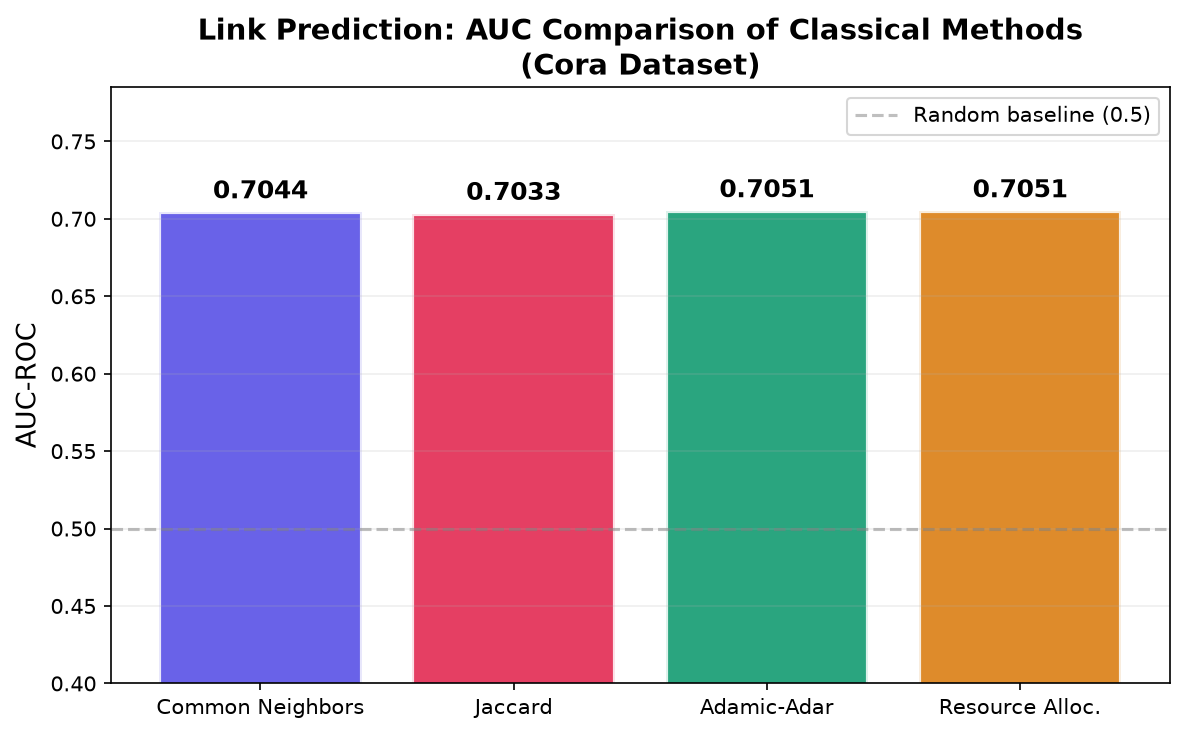 Link Prediction: AUC Comparison of Classical Methods
(Cora Dataset)
Random baseline (0.5)
0.75
0.70
0.65
0.60
0.55
0.50
0.45
0.40
AUC-ROC
0.7044
0.7033
0.7051
0.7051
Common Neighbors
Jaccard
Adamic-Adar
Resource Alloc.